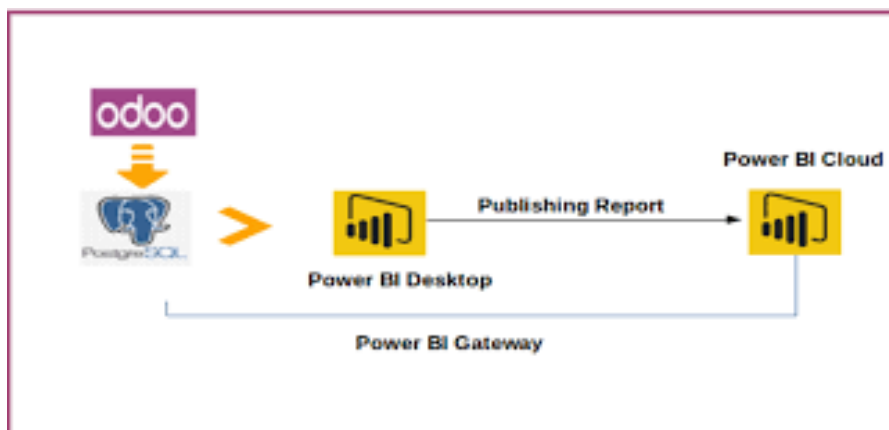 odoo
Power BI Cloud
PostgreSQL
Publishing Report
Power BI Desktop
Power BI Gateway